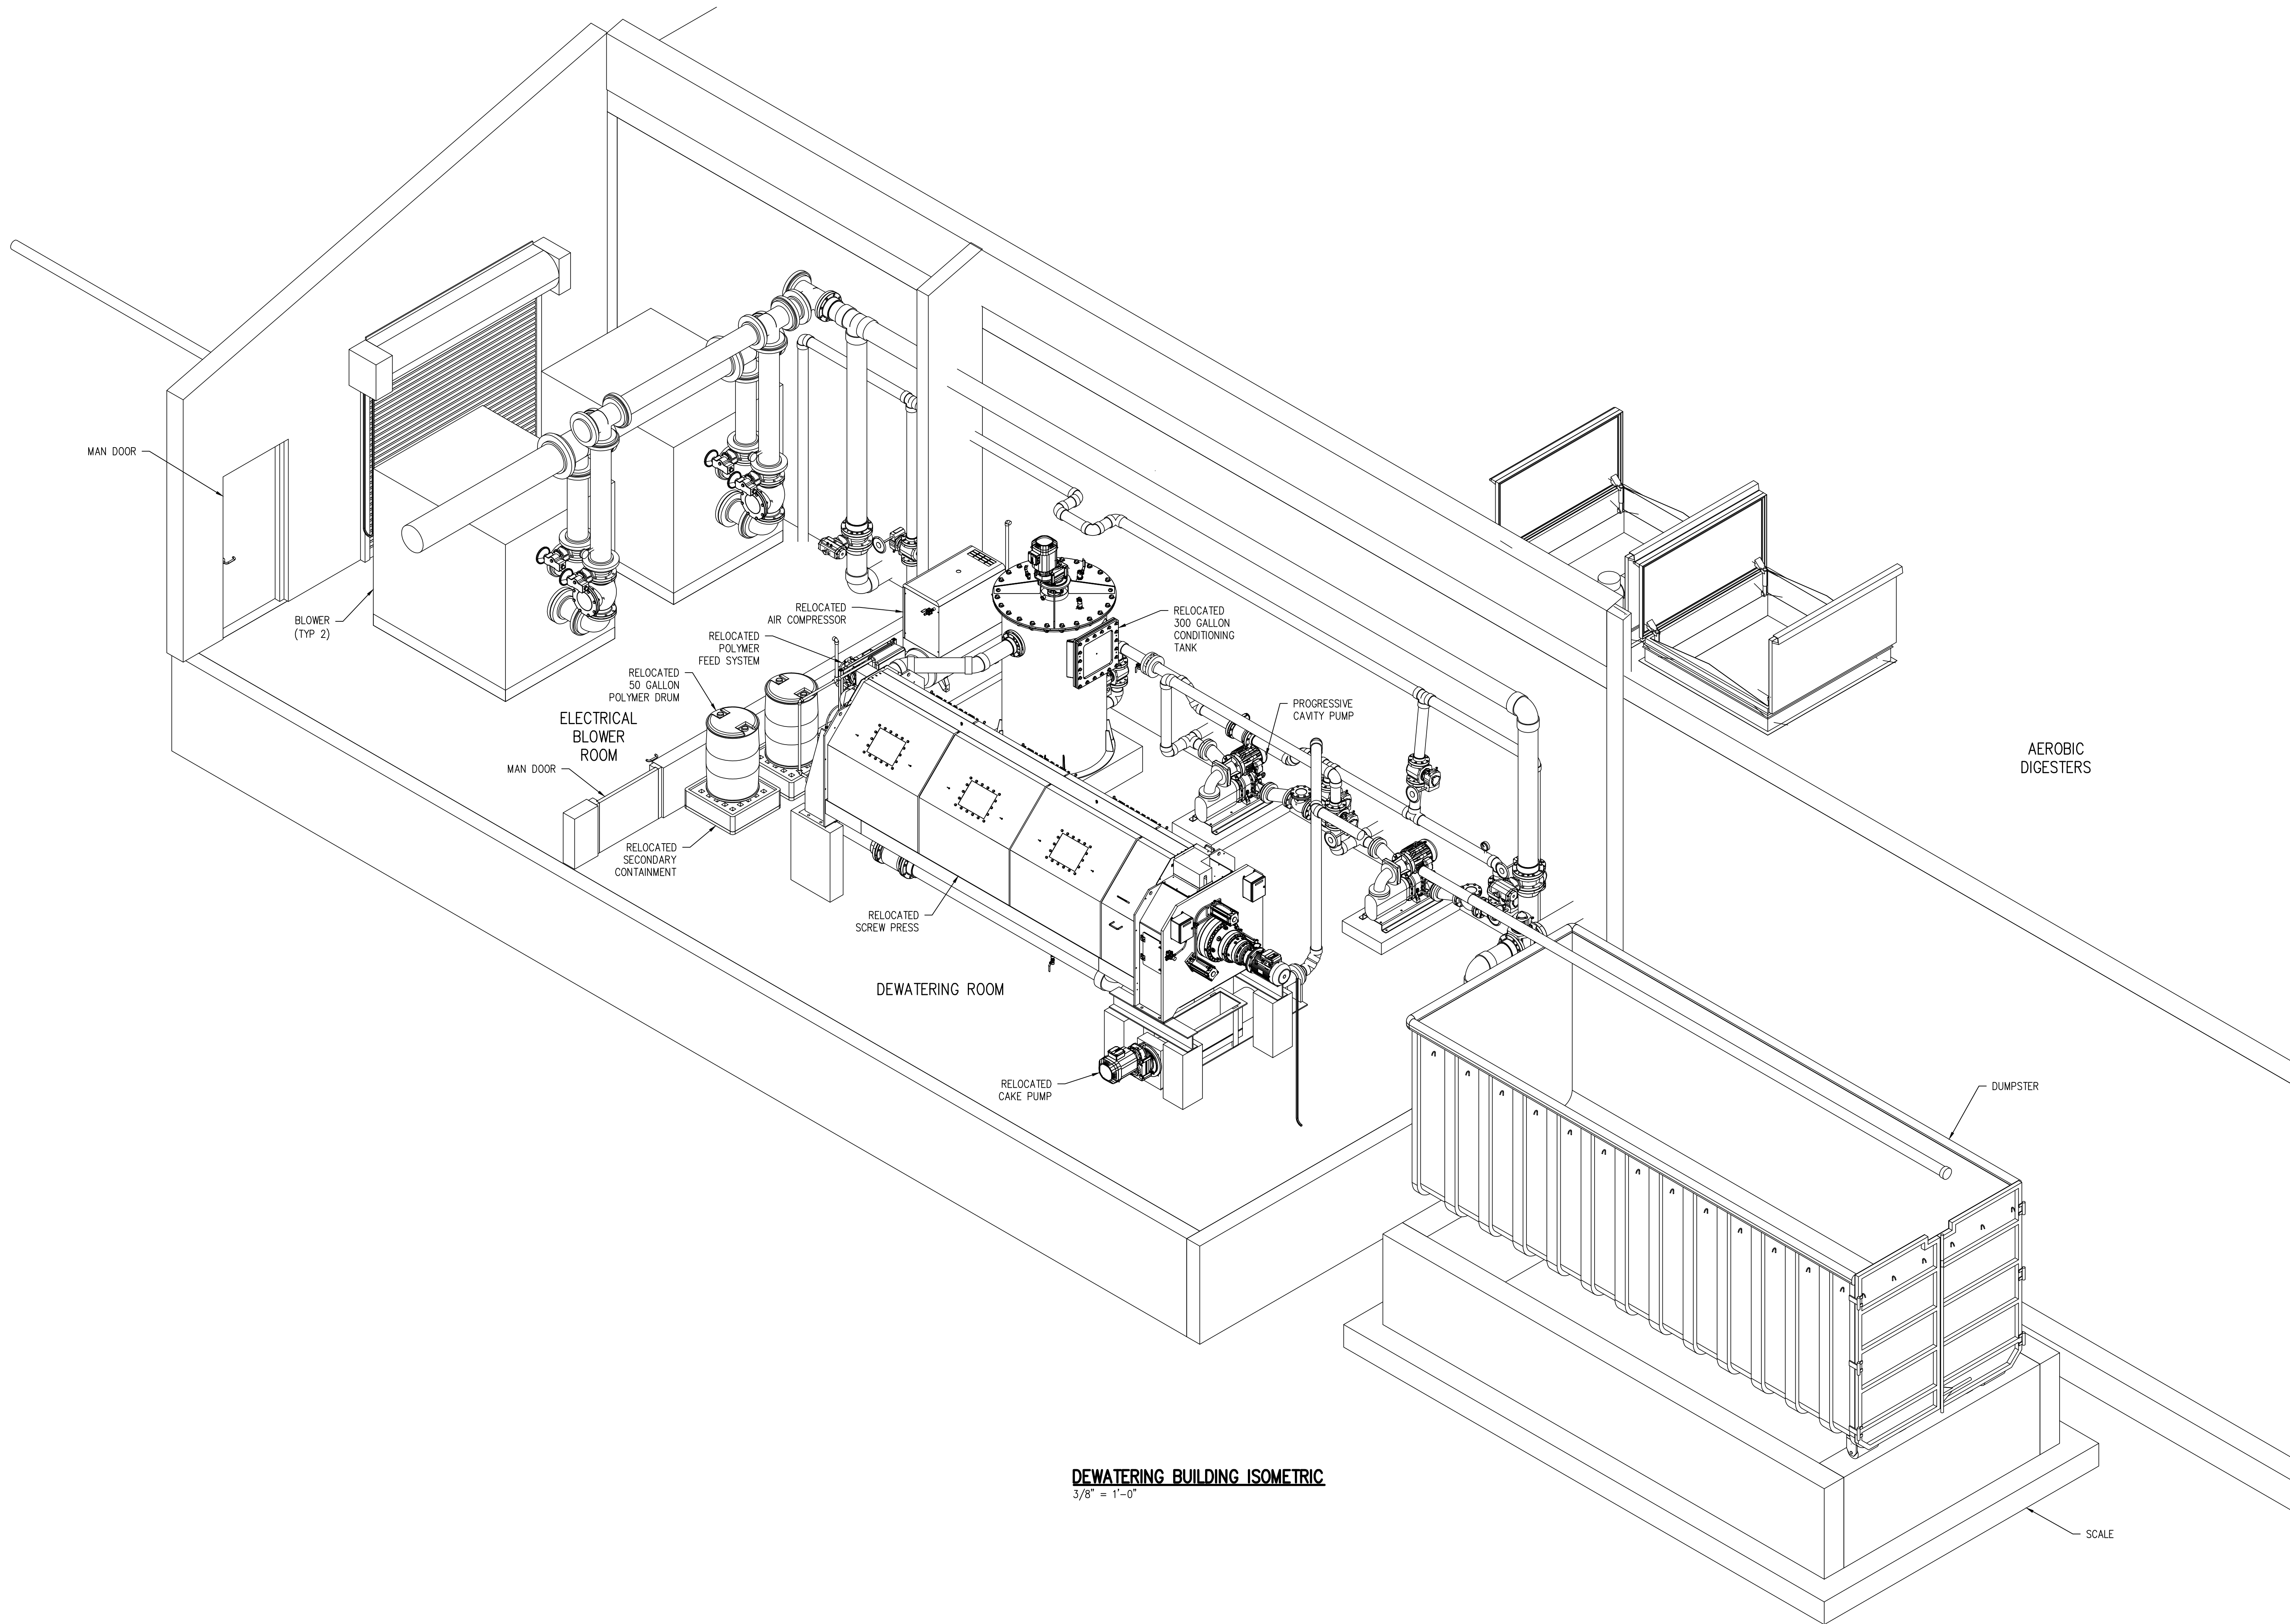 MAN DOOR
BLOWER
(TYP 2)
RELOCATED
AIR COMPRESSOR
RELOCATED
POLYMER
FEED SYSTEM
RELOCATED
50 GALLON
POLYMER DRUM
ELECTRICAL
BLOWER
ROOM
MAN DOOR
RELOCATED
SECONDARY
CONTAINMENT
RELOCATED
SCREW PRESS
DEWATERING ROOM
RELOCATED
CAKE PUMP
RELOCATED
300 GALLON
CONDITIONING
TANK
PROGRESSIVE
CAVITY PUMP
AEROBIC
DIGESTERS
DUMPSTER
SCALE
DEWATERING BUILDING ISOMETRIC
3/8" = 1'-0"